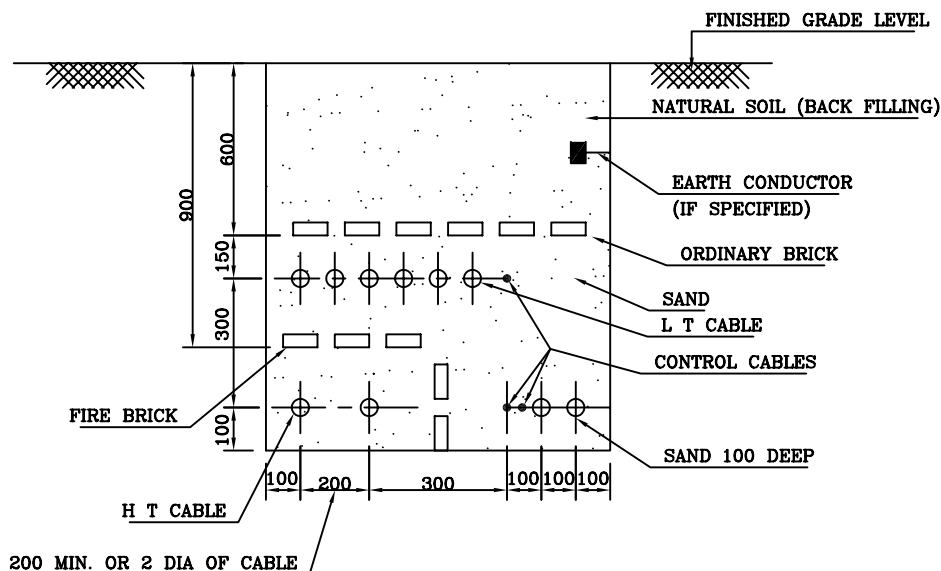 FINISHED GRADE LEVEL
NATURAL SOIL (BACK FILLING)
600
900
EARTH CONDUCTOR
(IF SPECIFIED)
ORDINARY BRICK
150
SAND
L T CABLE
300
CONTROL CABLES
FIRE BRICK
100
SAND 100 DEEP
100
200
300
100
100
100
H T CABLE
200 MIN. OR 2 DIA OF CABLE